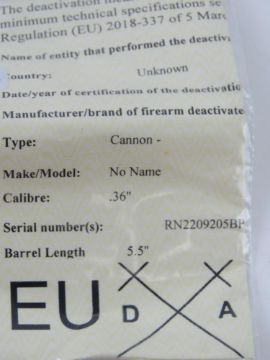 The deactivation
minimum technical specifications se
Regulation (EU) 2018-337 of 5 Marc
Name of entity that performed the deactiva
Country: Unknown
Date/year of certification of the deactivatio
Manufacturer/brand of firearm deactivate
Type: Cannon -
Make/Model: No Name
Calibre: .36"
Serial number(s): RN2209205BP
Barrel Length 5.5"
EU D A